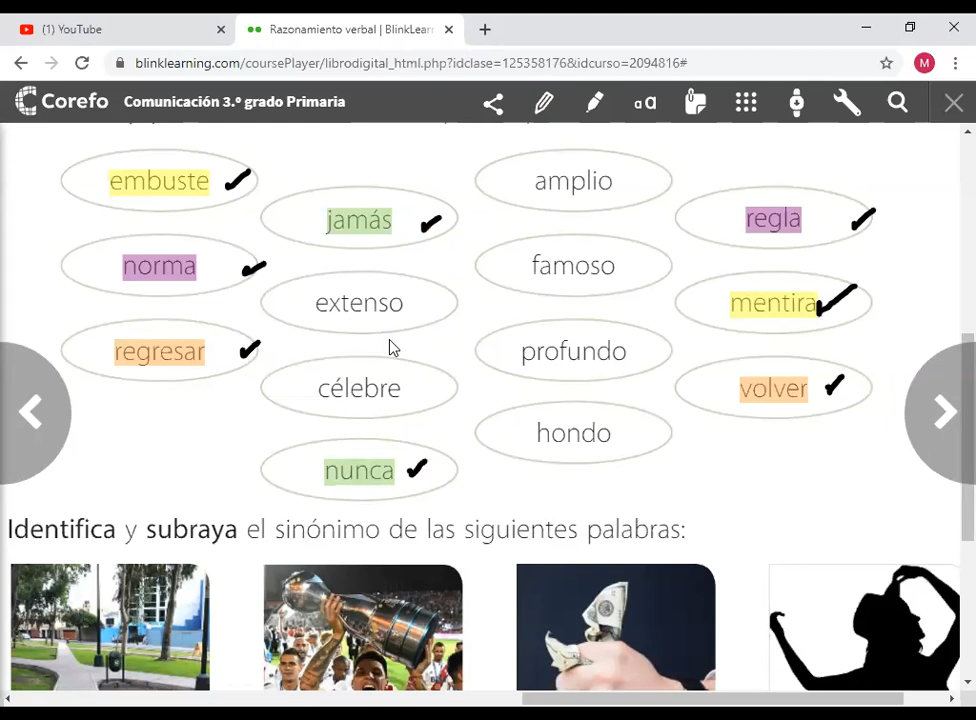 (1) YouTube
Razonamiento verbal | BlinkLearn
blinklearning.com/coursePlayer/librodigital_html.php?idclase=125358176&idcurso=2094816#
M
Corefo
Comunicación 3.º grado Primaria
aA
embuste
amplio
jamás
regla
norma
famoso
extenso
mentira
regresar
profundo
célebre
volver
hondo
nunca
Identifica y subraya el sinónimo de las siguientes palabras: